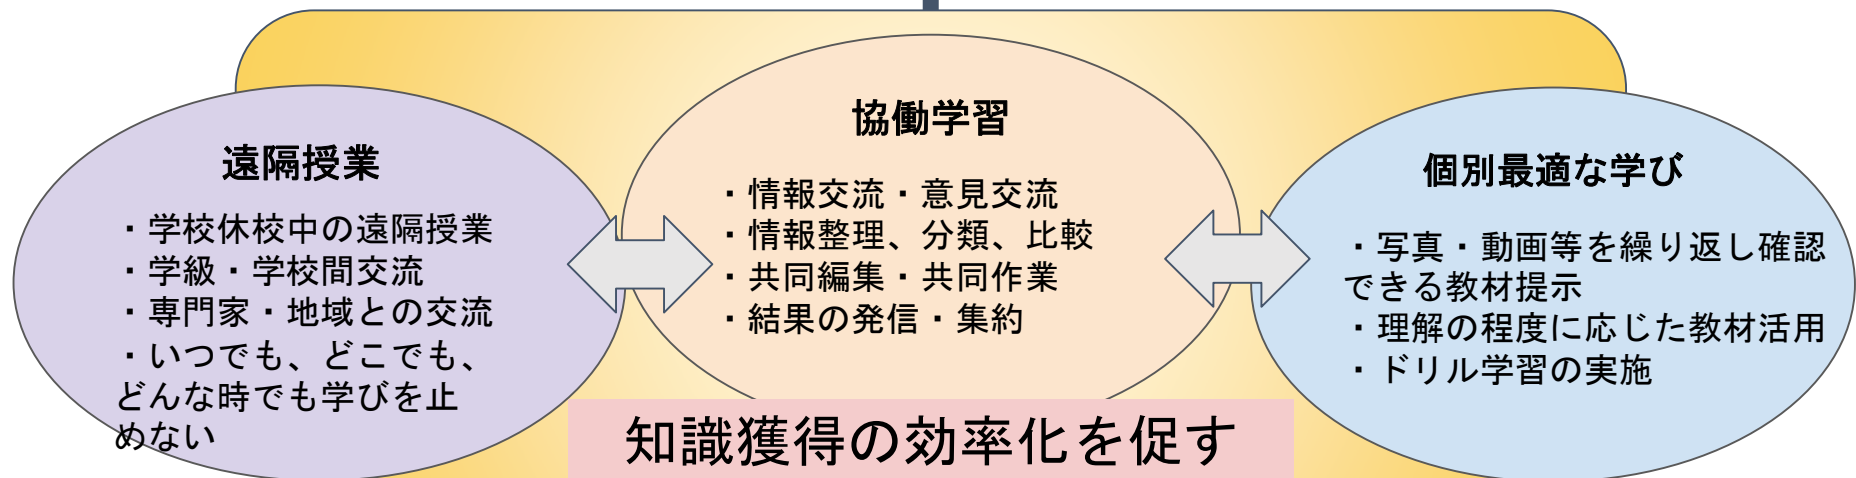 遠隔授業
・学校休校中の遠隔授業
・学級・学校間交流
・専門家・地域との交流
・いつでも、どこでも、
どんな時でも学びを止
めない
協働学習
・情報交流・意見交流
・情報整理、分類、比較
・共同編集・共同作業
・結果の発信・集約
個別最適な学び
・写真・動画等を繰り返し確認
できる教材提示
・理解の程度に応じた教材活用
・ドリル学習の実施
知識獲得の効率化を促す